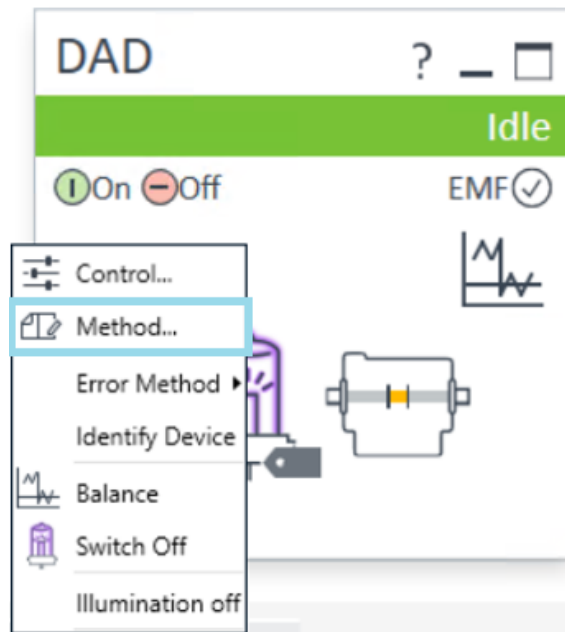 DAD ?
Idle
On Off EMF
Control...
Method...
Error Method
Identify Device
Balance
Switch Off
Illumination off